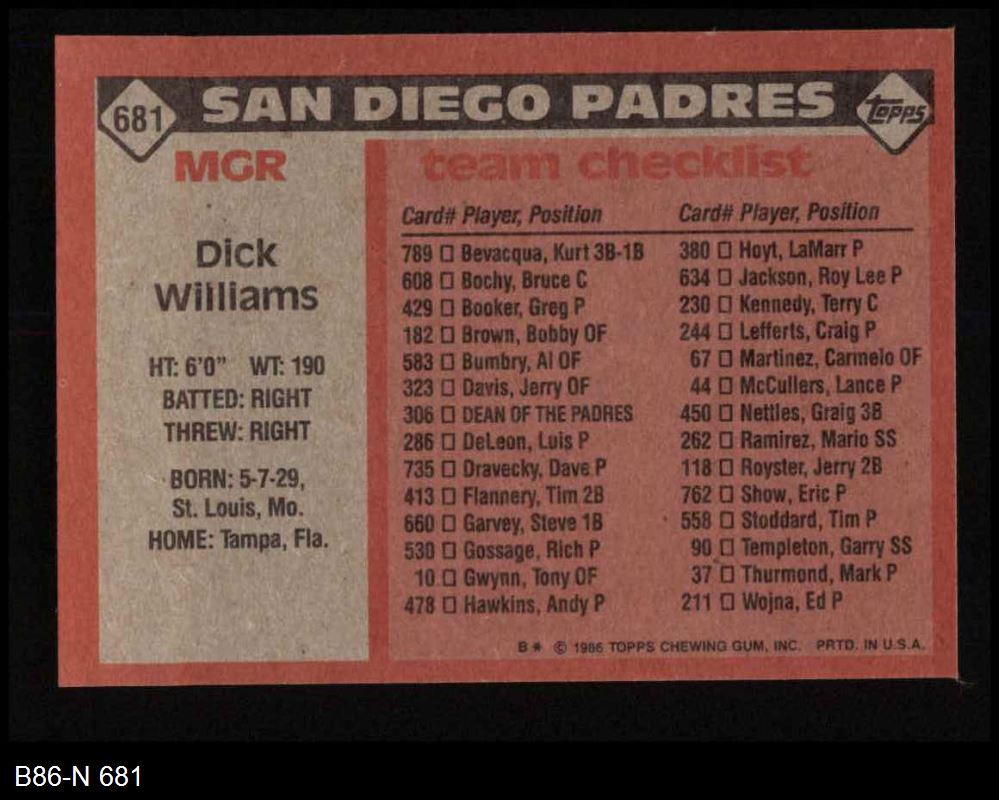 681 SAN DIEGO PADRES Topps
MGR
Dick
Williams
HT: 6'0" WT: 190
BATTED: RIGHT
THREW: RIGHT
BORN: 5-7-29,
St. Louis, Mo.
HOME: Tampa, Fla.
team checklist
Card# Player, Position
789 ☐ Bevacqua, Kurt 3B-1B
608 ☐ Bochy, Bruce C
429 ☐ Booker, Greg P
182 ☐ Brown, Bobby OF
583 ☐ Bumbry, Al OF
323 ☐ Davis, Jerry OF
306 ☐ DEAN OF THE PADRES
286 ☐ DeLeon, Luis P
735 ☐ Dravecky, Dave P
413 ☐ Flannery, Tim 2B
660 ☐ Garvey, Steve 1B
530 ☐ Gossage, Rich P
10 ☐ Gwynn, Tony OF
478 ☐ Hawkins, Andy P
Card# Player, Position
380 ☐ Hoyt, LaMarr P
634 ☐ Jackson, Roy Lee P
230 ☐ Kennedy, Terry C
244 ☐ Lefferts, Craig P
67 ☐ Martinez, Carmelo OF
44 ☐ McCullers, Lance P
450 ☐ Nettles, Graig 3B
262 ☐ Ramirez, Mario SS
118 ☐ Royster, Jerry 2B
762 ☐ Show, Eric P
558 ☐ Stoddard, Tim P
90 ☐ Templeton, Garry SS
37 ☐ Thurmond, Mark P
211 ☐ Wojna, Ed P
B* © 1986 TOPPS CHEWING GUM, INC. PRTD. IN U.S.A.
B86-N 681